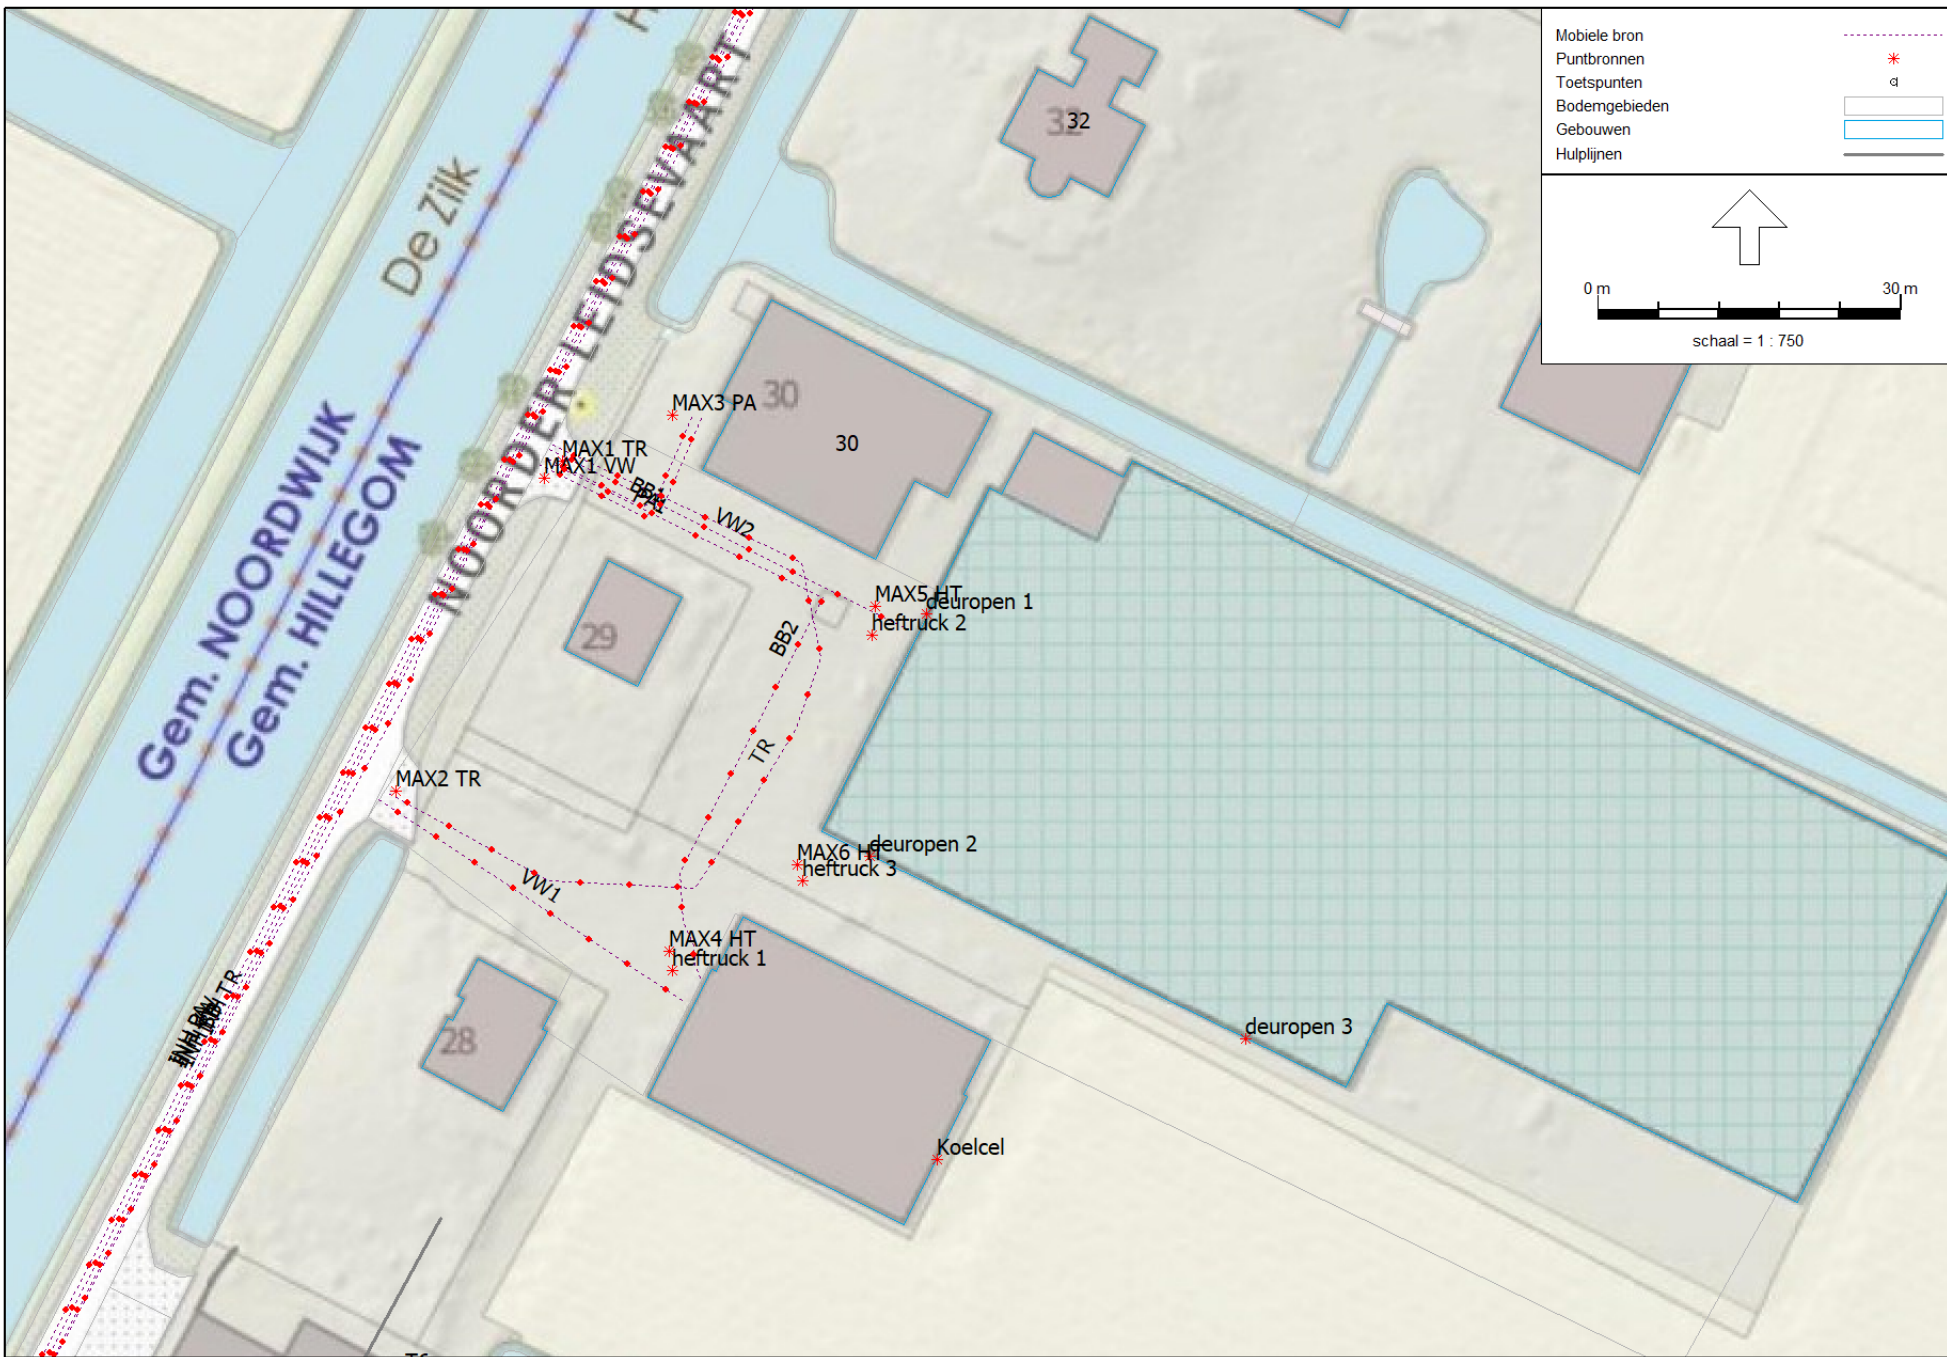 Mobiele bron
Puntbronnen
Toetspunten
Bodemgebieden
Gebouwen
Hulplijnen
0 m 30 m
schaal = 1 : 750
De Zilk
NOORDER LEIDSEVAART
Gem. NOORDWIJK
Gem. HILLEGOM
32
32
30
30
MAX3 PA
MAX1 TR
MAX1 VW
VW2
MAX5 HT
deuropen 1
heftruck 2
29
BB2
TR
MAX2 TR
deuropen 2
MAX6 HT
heftruck 3
VW1
MAX4 HT
heftruck 1
28
deuropen 3
Koelcel